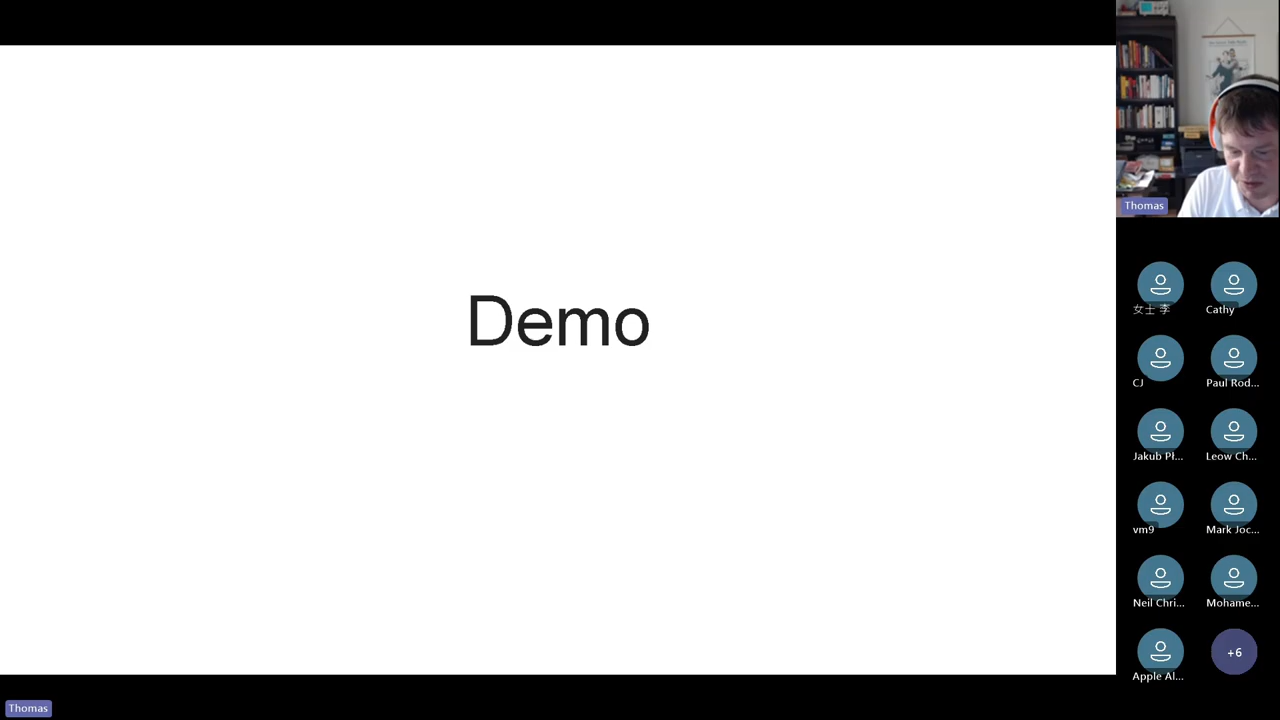 Demo
Thomas
女士 李
Cathy
CJ
Paul Rod...
Jakub Pł...
Leow Ch...
vm9
Mark Joc...
Neil Chri...
Mohame...
Apple Al...
+6
Thomas